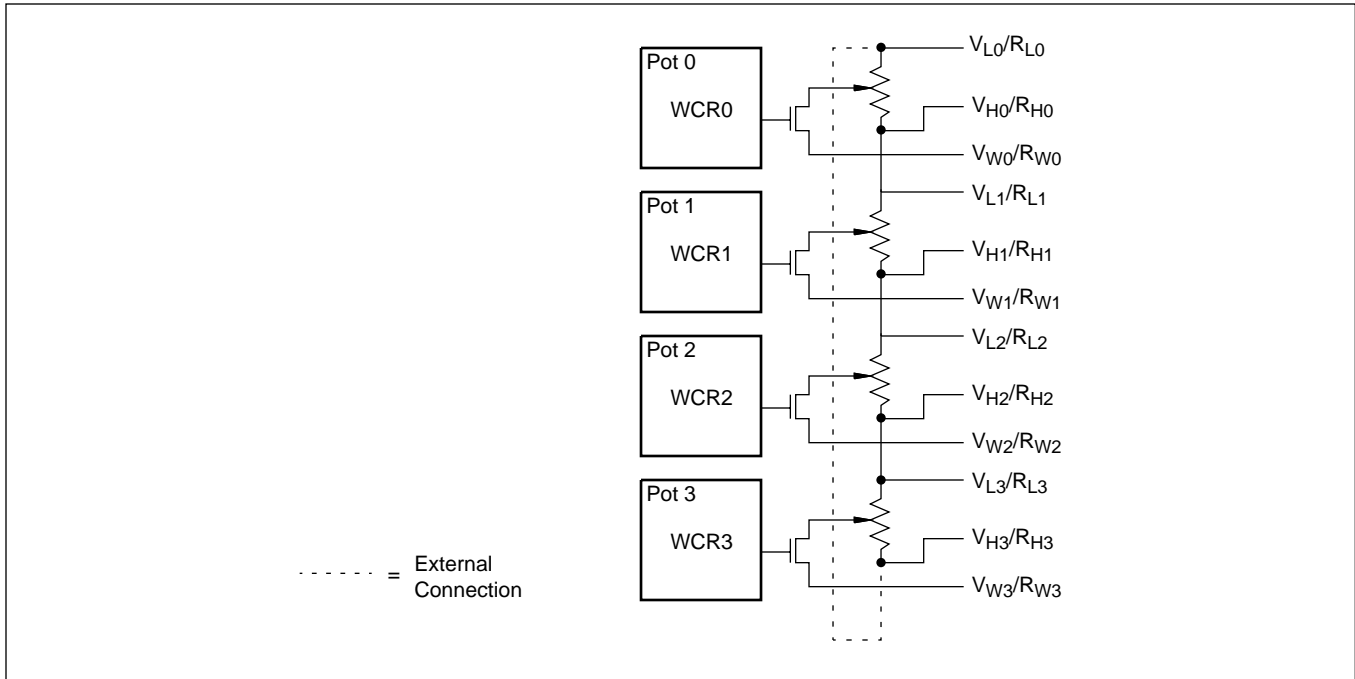 Pot 0
WCR0
VL0/RL0
VH0/RH0
VW0/RW0
Pot 1
WCR1
VL1/RL1
VH1/RH1
VW1/RW1
Pot 2
WCR2
VL2/RL2
VH2/RH2
VW2/RW2
Pot 3
WCR3
VL3/RL3
VH3/RH3
VW3/RW3
= External
Connection